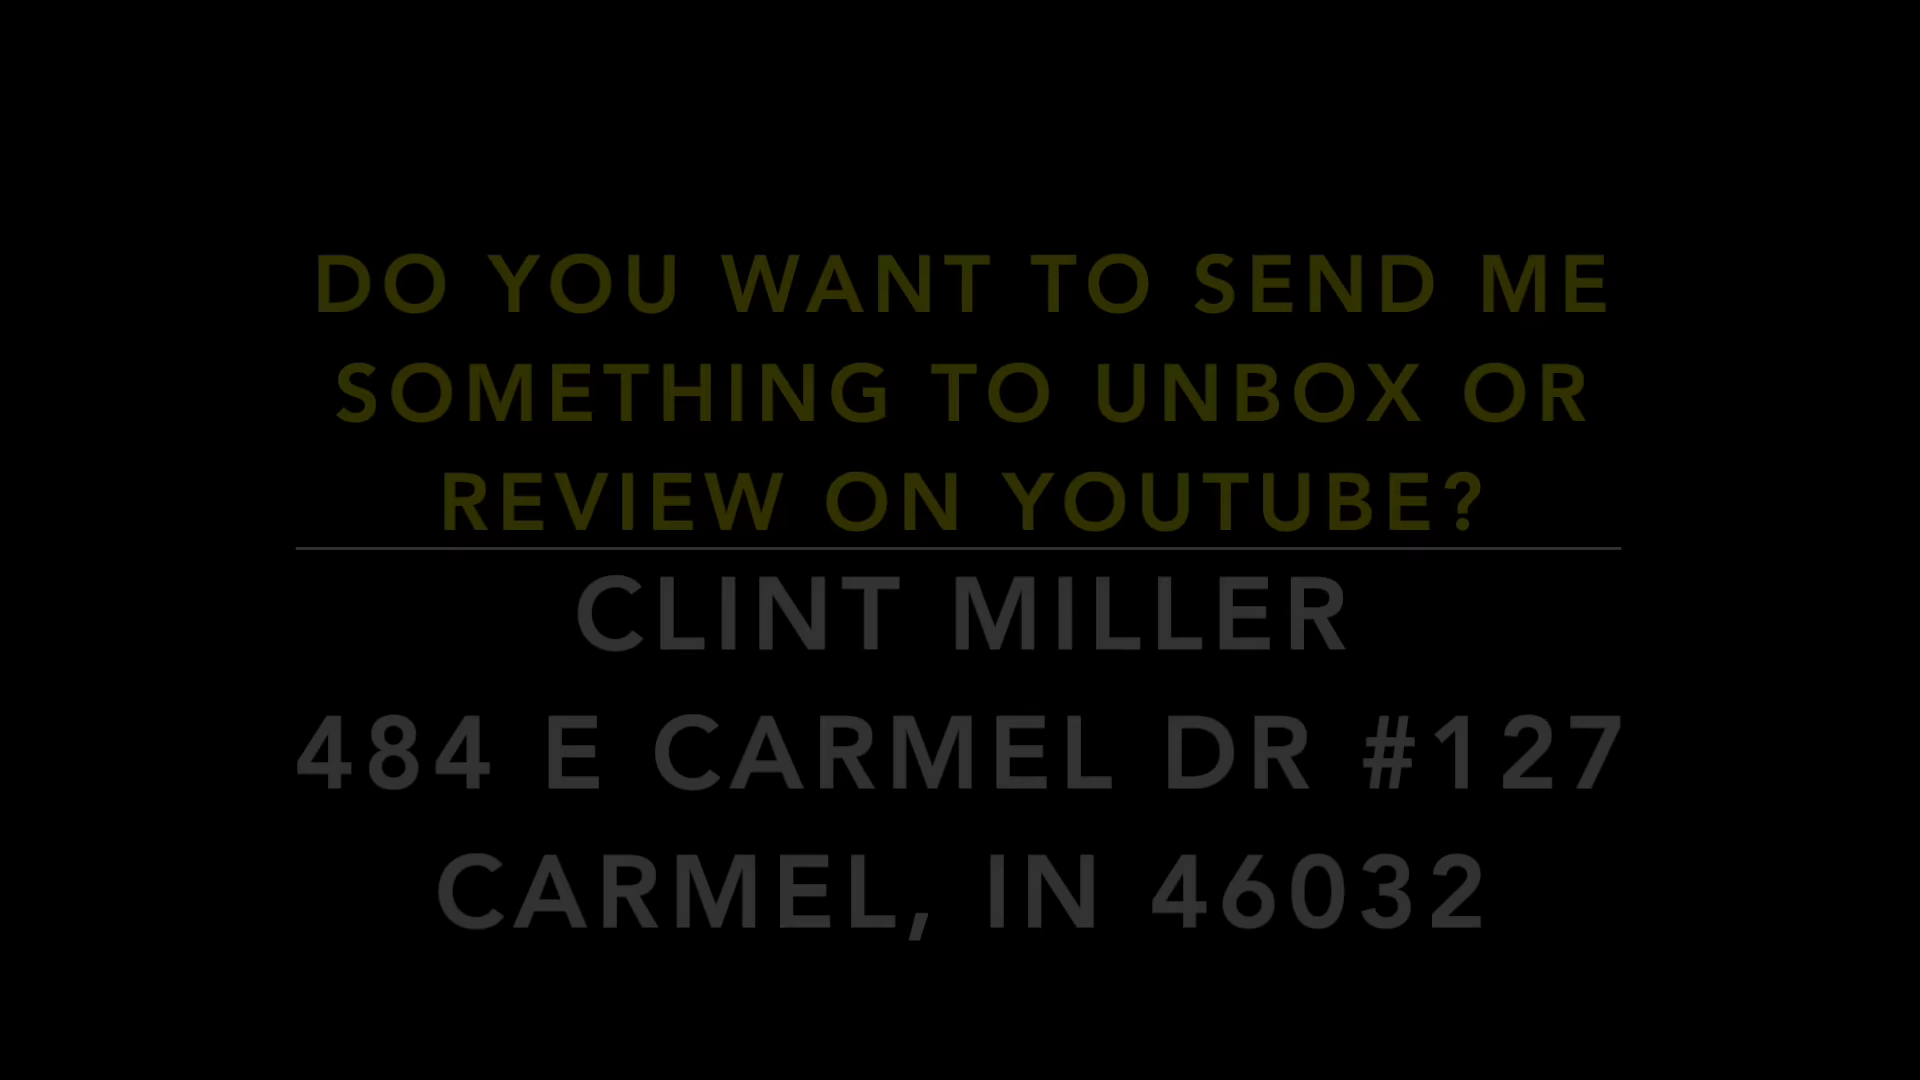 DO YOU WANT TO SEND ME
SOMETHING TO UNBOX OR
REVIEW ON YOUTUBE?
CLINT MILLER
484 E CARMEL DR #127
CARMEL, IN 46032